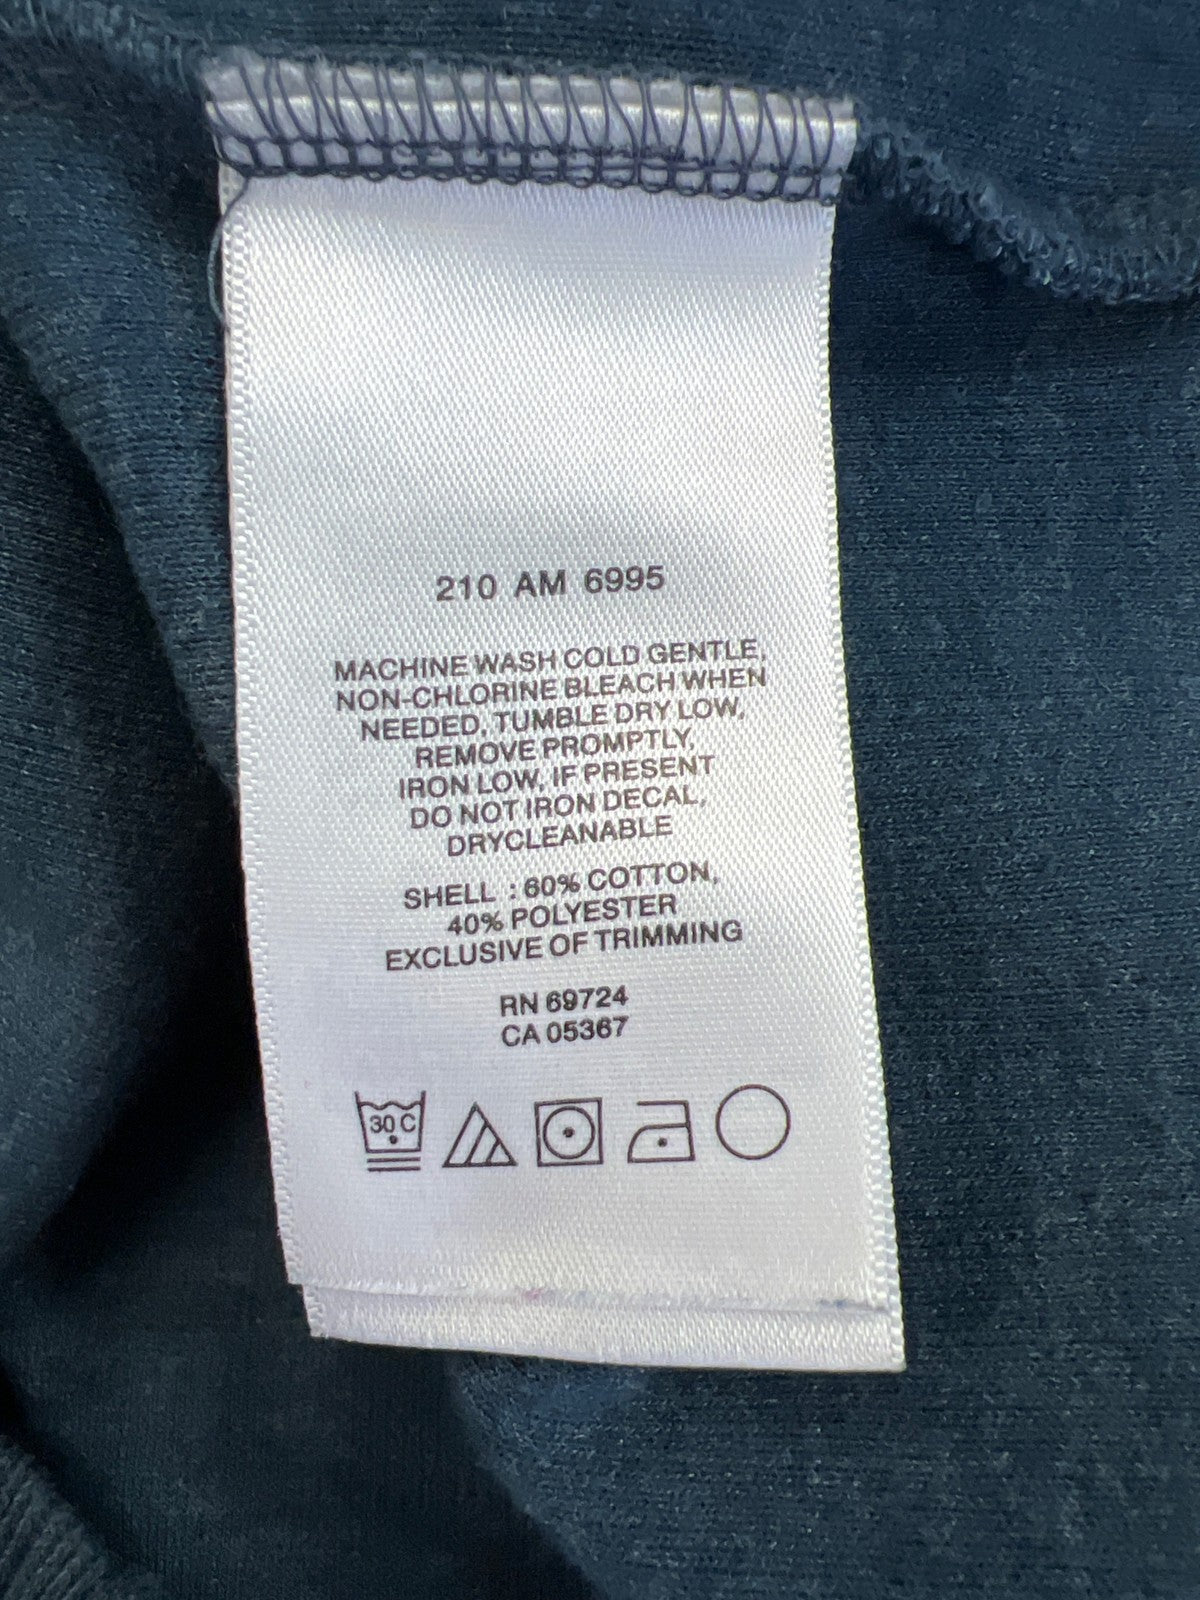 210 AM 6995
MACHINE WASH COLD GENTLE,
NON-CHLORINE BLEACH WHEN
NEEDED, TUMBLE DRY LOW,
REMOVE PROMPTLY,
IRON LOW, IF PRESENT
DO NOT IRON DECAL,
DRYCLEANABLE
SHELL : 60% COTTON,
40% POLYESTER
EXCLUSIVE OF TRIMMING
RN 69724
CA 05367
30 C